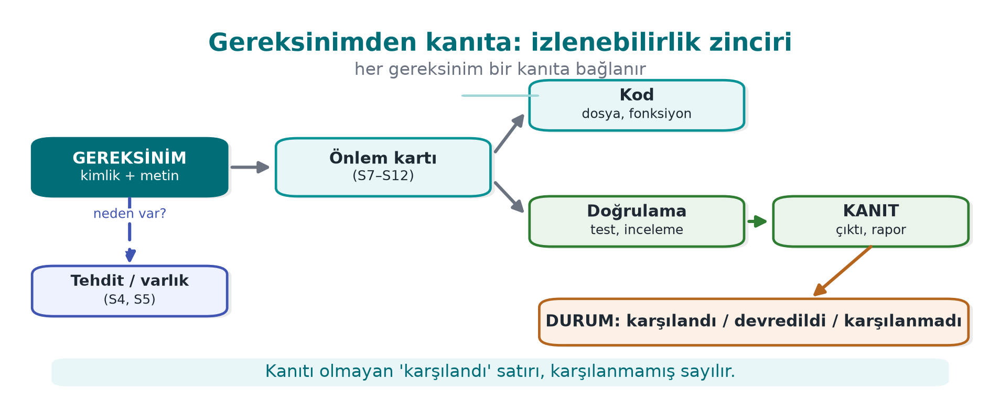 Gereksinimden kanıta: izlenebilirlik zinciri
her gereksinim bir kanıta bağlanır
Kod
dosya, fonksiyon
GEREKSİNİM
kimlik + metin
Önlem kartı
(S7–S12)
neden var?
Doğrulama
test, inceleme
KANIT
çıktı, rapor
Tehdit / varlık
(S4, S5)
DURUM: karşılandı / devredildi / karşılanmadı
Kanıtı olmayan 'karşılandı' satırı, karşılanmamış sayılır.